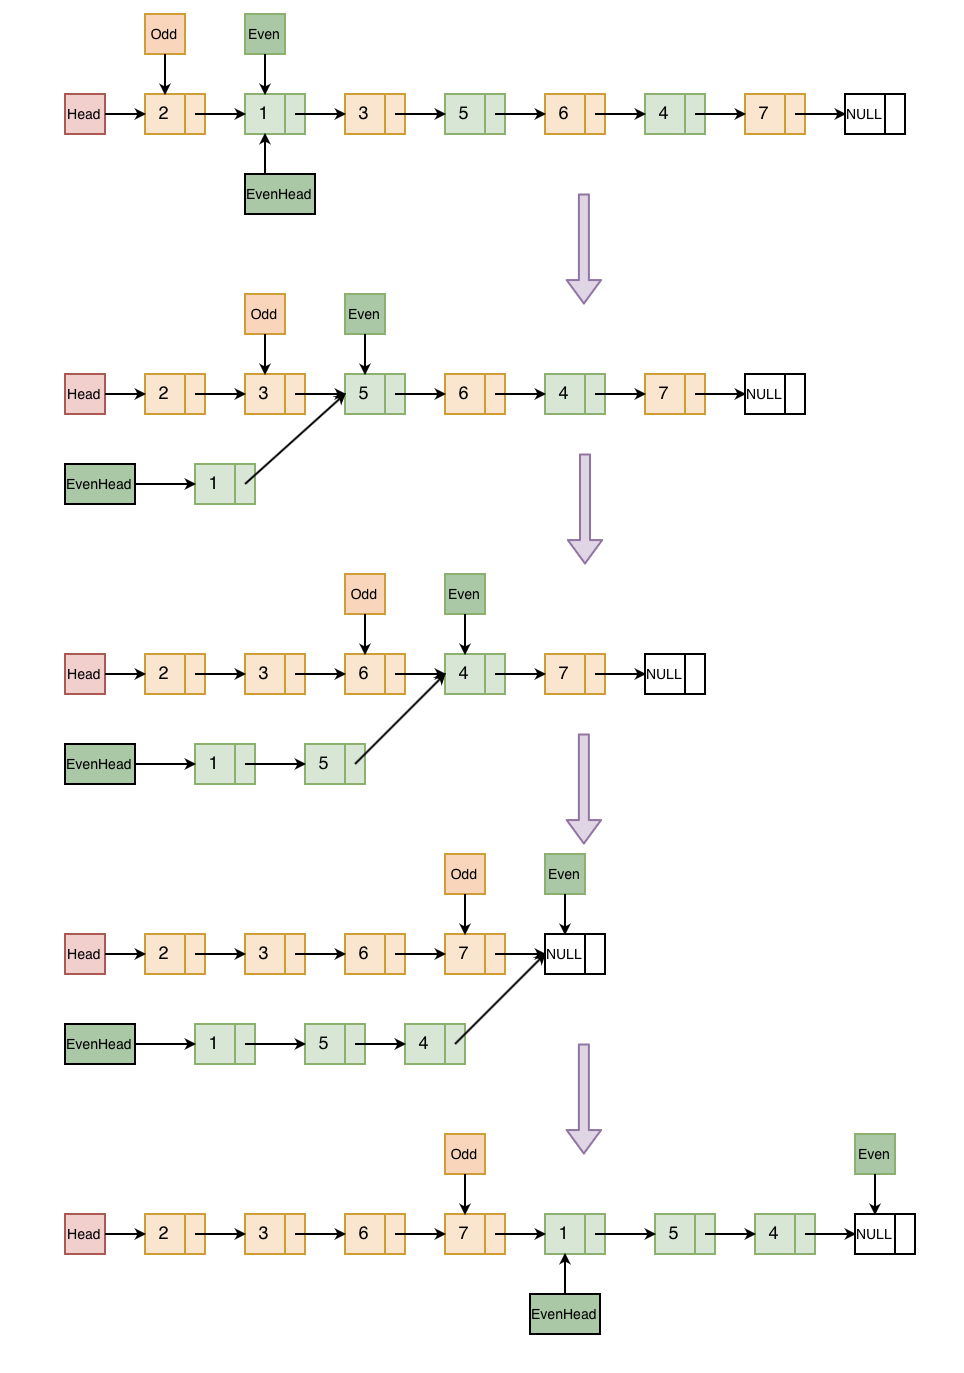 Odd Even
Head 2 1 3 5 6 4 7 NULL
EvenHead
Odd Even
Head 2 3 5 6 4 7 NULL
EvenHead 1
Odd Even
Head 2 3 6 4 7 NULL
EvenHead 1 5
Odd Even
Head 2 3 6 7 NULL
EvenHead 1 5 4
Odd Even
Head 2 3 6 7 1 5 4 NULL
EvenHead